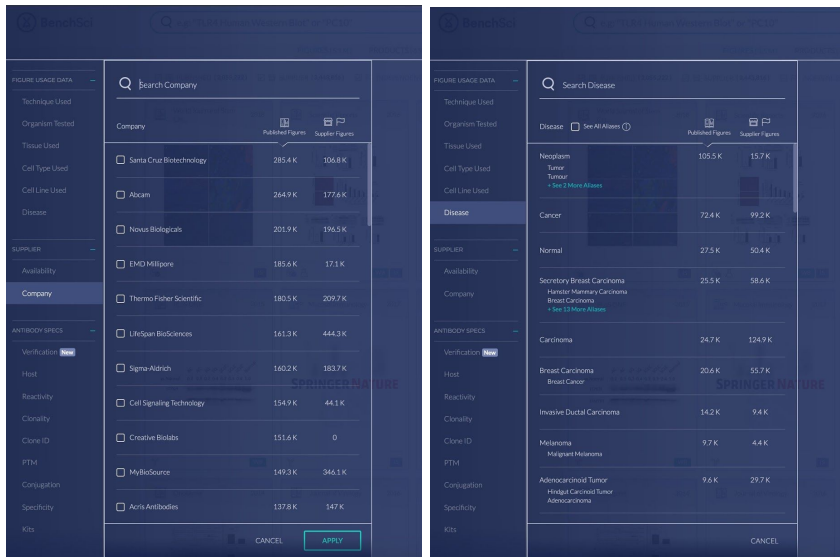 BenchSci
FIGURE USAGE DATA
Technique Used
Organism Tested
Tissue Used
Cell Type Used
Cell Line Used
Disease
SUPPLIER
Availability
Company
ANTIBODY SPECS
Verification New
Host
Reactivity
Clonality
Clone ID
PTM
Conjugation
Specificity
Kits
Search Company
Company Published Figures Supplier Figures
Santa Cruz Biotechnology 285.4 K 106.8 K
Abcam 264.9 K 177.6 K
Novus Biologicals 201.9 K 196.5 K
EMD Millipore 185.6 K 17.1 K
Thermo Fisher Scientific 180.5 K 209.7 K
LifeSpan BioSciences 161.3 K 444.3 K
Sigma-Aldrich 160.2 K 183.7 K
SPRINGER NATURE
Cell Signaling Technology 154.9 K 44.1 K
Creative Biolabs 151.6 K 0
MyBioSource 149.3 K 346.1 K
Acris Antibodies 137.8 K 147 K
CANCEL APPLY
BenchSci
FIGURE USAGE DATA
Technique Used
Organism Tested
Tissue Used
Cell Type Used
Cell Line Used
Disease
SUPPLIER
Availability
Company
ANTIBODY SPECS
Verification New
Host
Reactivity
Clonality
Clone ID
PTM
Conjugation
Specificity
Kits
Search Disease
Disease See All Aliases Published Figures Supplier Figures
Neoplasm 105.5 K 15.7 K
Tumor
Tumour
+ See 2 More Aliases
Cancer 72.4 K 99.2 K
Normal 27.5 K 50.4 K
Secretory Breast Carcinoma 25.5 K 58.6 K
Hamster Mammary Carcinoma
Breast Carcinoma
+ See 13 More Aliases
Carcinoma 24.7 K 124.9 K
Breast Carcinoma 20.6 K 55.7 K
Breast Cancer
SPRINGER NATURE
Invasive Ductal Carcinoma 14.2 K 9.4 K
Melanoma 9.7 K 4.4 K
Malignant Melanoma
Adenocarcinoid Tumor 9.6 K 29.7 K
Hindgut Carcinoid Tumor
Adenocarcinoma
CANCEL